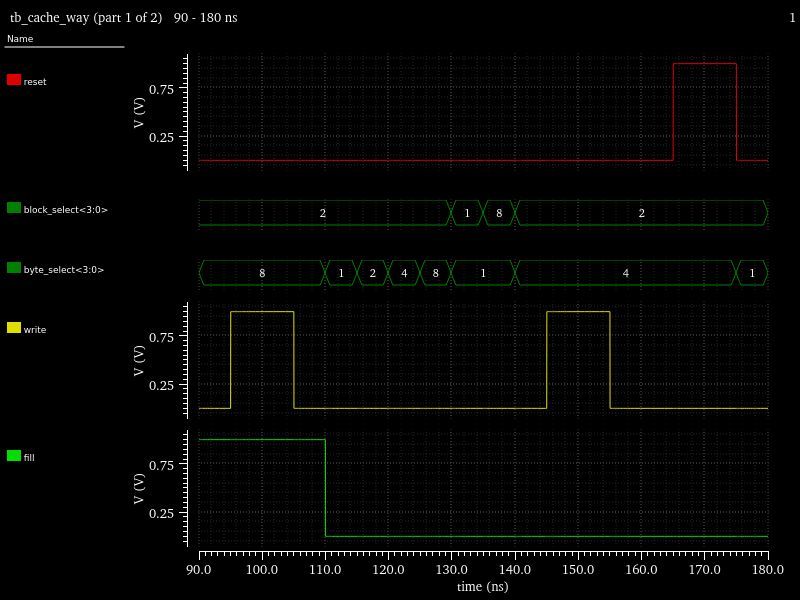 tb_cache_way (part 1 of 2) 90 - 180 ns 1
Name
reset
V (V)
0.75
0.25
block_select<3:0>
2 1 8 2
byte_select<3:0>
8 1 2 4 8 1 4 1
write
V (V)
0.75
0.25
fill
V (V)
0.75
0.25
90.0 100.0 110.0 120.0 130.0 140.0 150.0 160.0 170.0 180.0
time (ns)